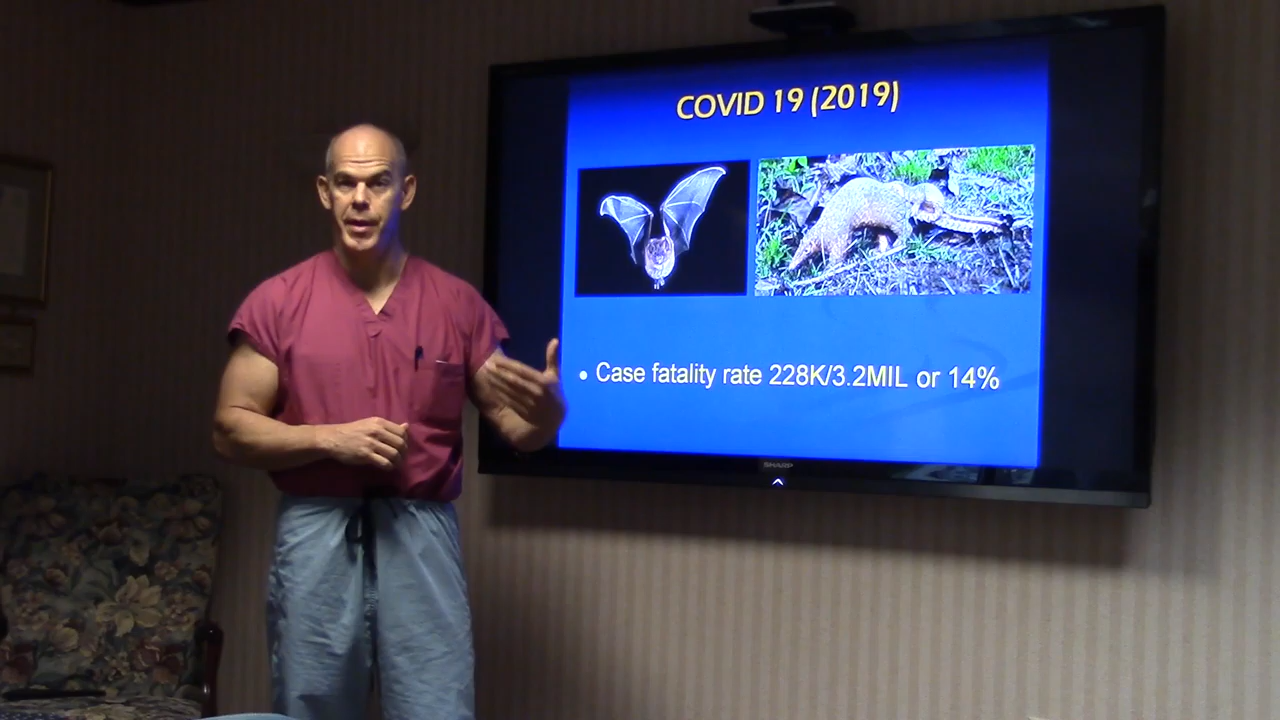 COVID 19 (2019)
• Case fatality rate 228K/3.2MIL or 14%
SHARP